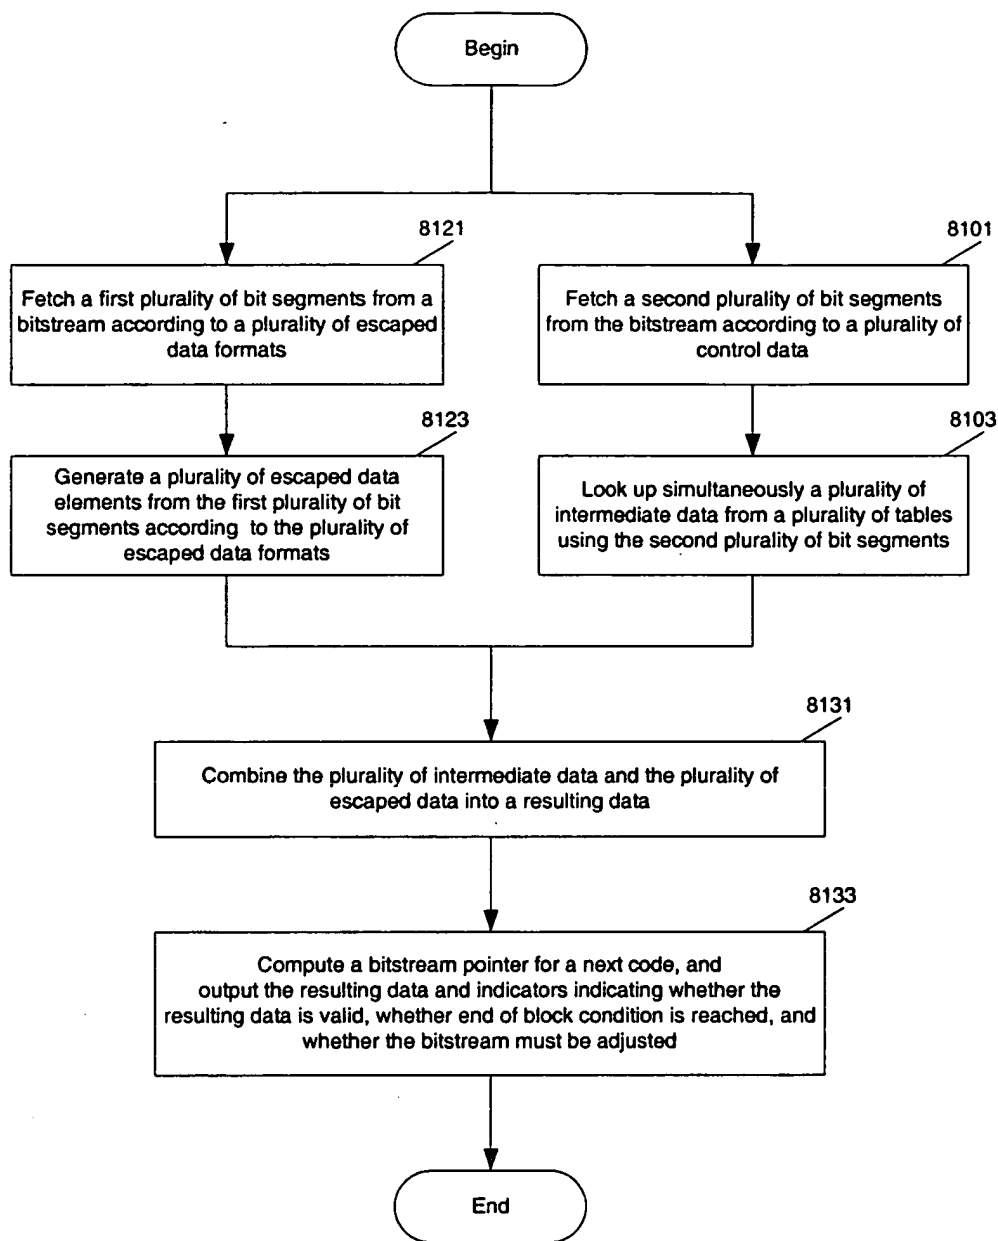 Begin
8121
Fetch a first plurality of bit segments from a
bitstream according to a plurality of escaped
data formats
8101
Fetch a second plurality of bit segments
from the bitstream according to a plurality of
control data
8123
Generate a plurality of escaped data
elements from the first plurality of bit
segments according to the plurality of
escaped data formats
8103
Look up simultaneously a plurality of
intermediate data from a plurality of tables
using the second plurality of bit segments
8131
Combine the plurality of intermediate data and the plurality of
escaped data into a resulting data
8133
Compute a bitstream pointer for a next code, and
output the resulting data and indicators indicating whether the
resulting data is valid, whether end of block condition is reached, and
whether the bitstream must be adjusted
End